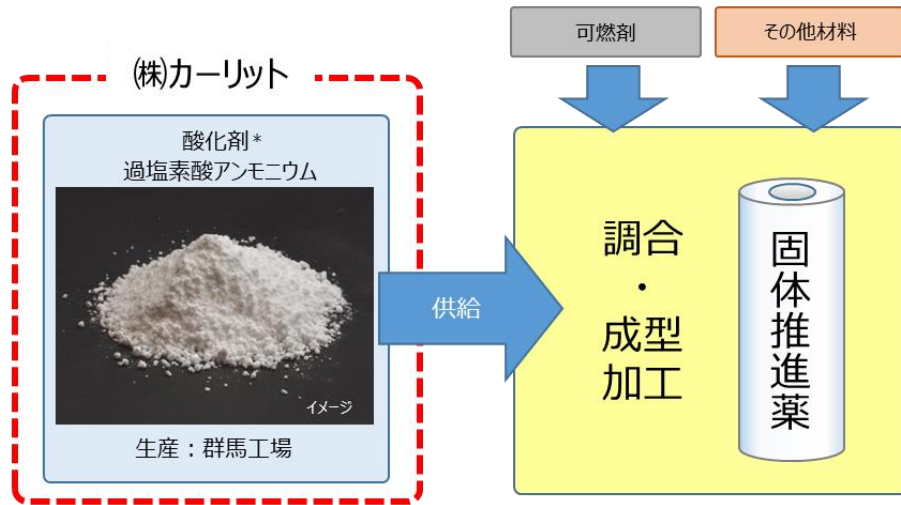 ㈱カーリット
酸化剤*
過塩素酸アンモニウム
イメージ
生産：群馬工場
供給
可燃剤
その他材料
調合
・
成型
加工
固体推進薬